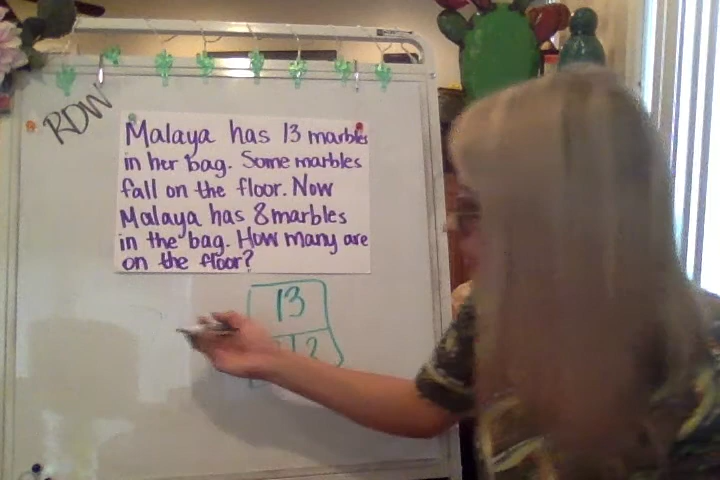 RDW
Malaya has 13 marbles
in her bag. Some marbles
fall on the floor. Now
Malaya has 8 marbles
in the bag. How many are
on the floor?
13
?